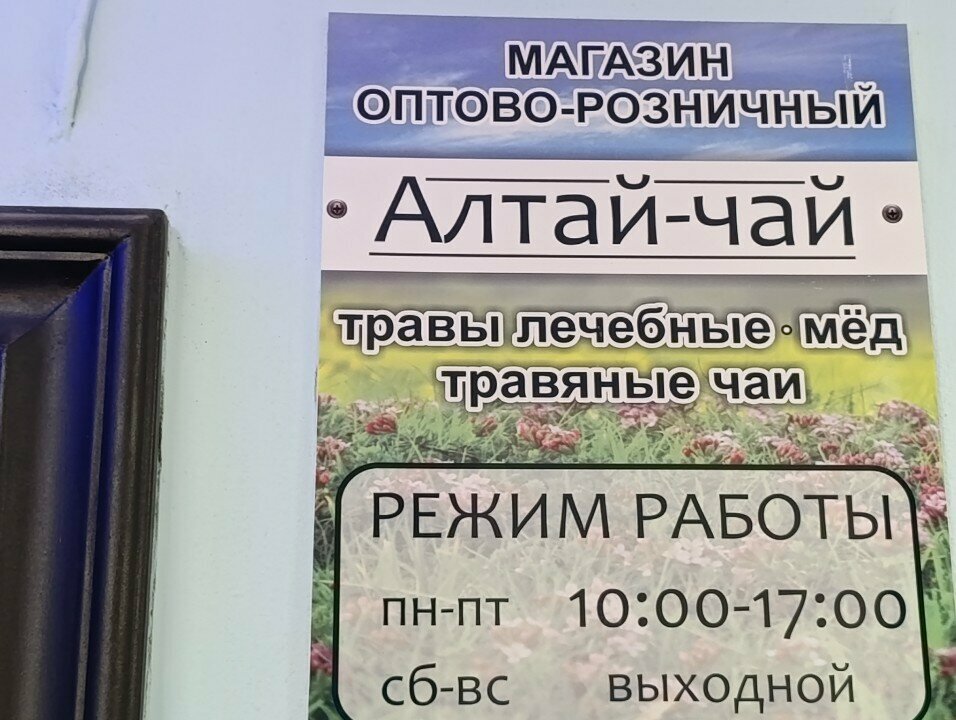 МАГАЗИН
ОПТОВО-РОЗНИЧНЫЙ
Алтай-чай
травы лечебные • мёд
травяные чаи
РЕЖИМ РАБОТЫ
пн-пт 10:00-17:00
сб-вс выходной